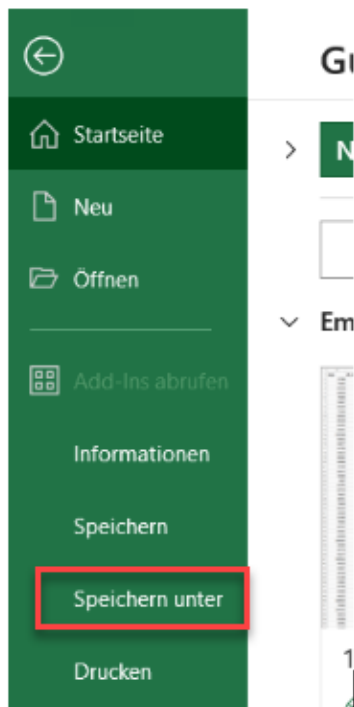 Startseite
Neu
Öffnen
Add-Ins abrufen
Informationen
Speichern
Speichern unter
Drucken